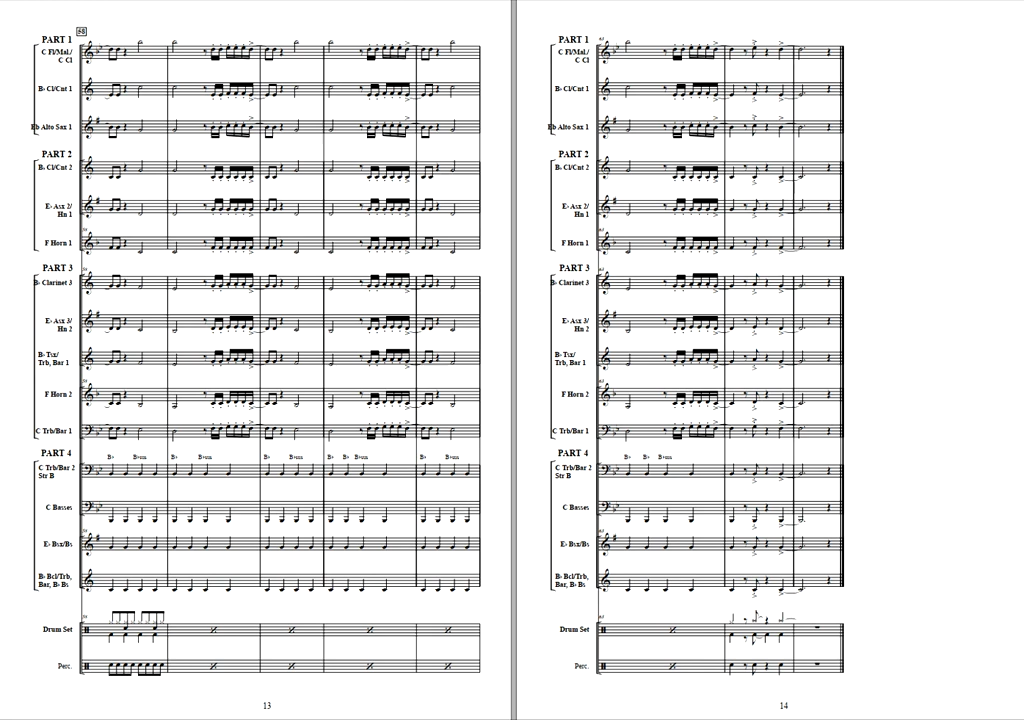 58
PART 1
C Fl/Mal./
C Cl
B♭ Cl/Cnt 1
Eb Alto Sax 1
PART 2
B♭ Cl/Cnt 2
E♭ Asx 2/
Hn 1
F Horn 1
PART 3
B♭ Clarinet 3
E♭ Asx 3/
Hn 2
B♭ Tsx/
Trb, Bar 1
F Horn 2
C Trb/Bar 1
PART 4
C Trb/Bar 2
Str B
C Basses
E♭ Bsx/Bs
B♭ Bcl/Trb,
Bar, B♭ Bs
Drum Set
Perc.
13
PART 1
C Fl/Mal./
C Cl
B♭ Cl/Cnt 1
Eb Alto Sax 1
PART 2
B♭ Cl/Cnt 2
E♭ Asx 2/
Hn 1
F Horn 1
PART 3
B♭ Clarinet 3
E♭ Asx 3/
Hn 2
B♭ Tsx/
Trb, Bar 1
F Horn 2
C Trb/Bar 1
PART 4
C Trb/Bar 2
Str B
C Basses
E♭ Bsx/Bs
B♭ Bcl/Trb,
Bar, B♭ Bs
Drum Set
Perc.
14